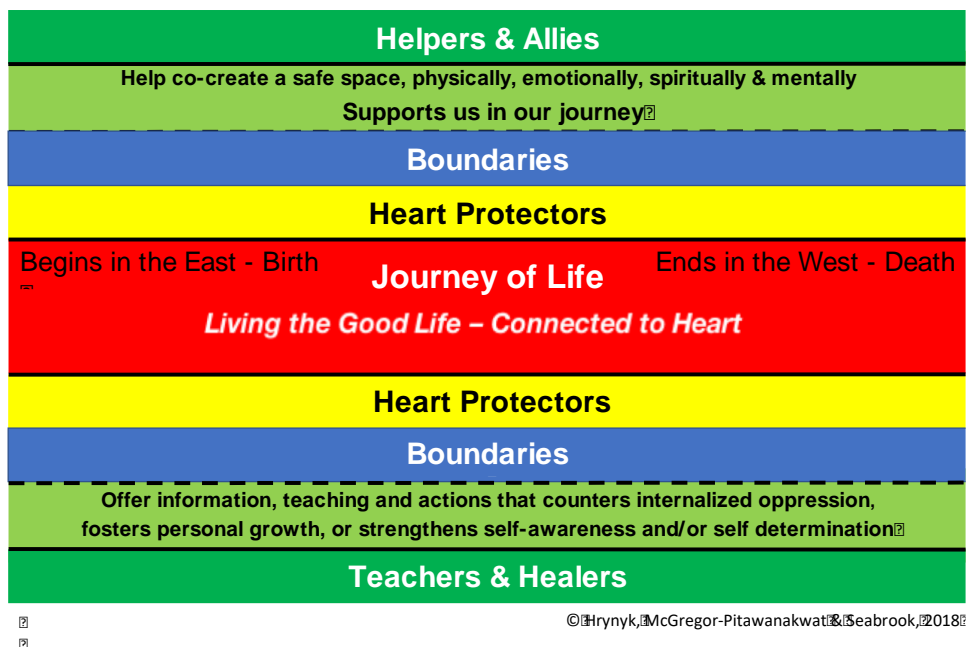 Helpers & Allies
Help co-create a safe space, physically, emotionally, spiritually & mentally
Supports us in our journey
Boundaries
Heart Protectors
Begins in the East - Birth
Journey of Life
Ends in the West - Death
Living the Good Life – Connected to Heart
Heart Protectors
Boundaries
Offer information, teaching and actions that counters internalized oppression,
fosters personal growth, or strengthens self-awareness and/or self determination
Teachers & Healers
© Hrynyk, McGregor-Pitawanakwat & Seabrook, 2018